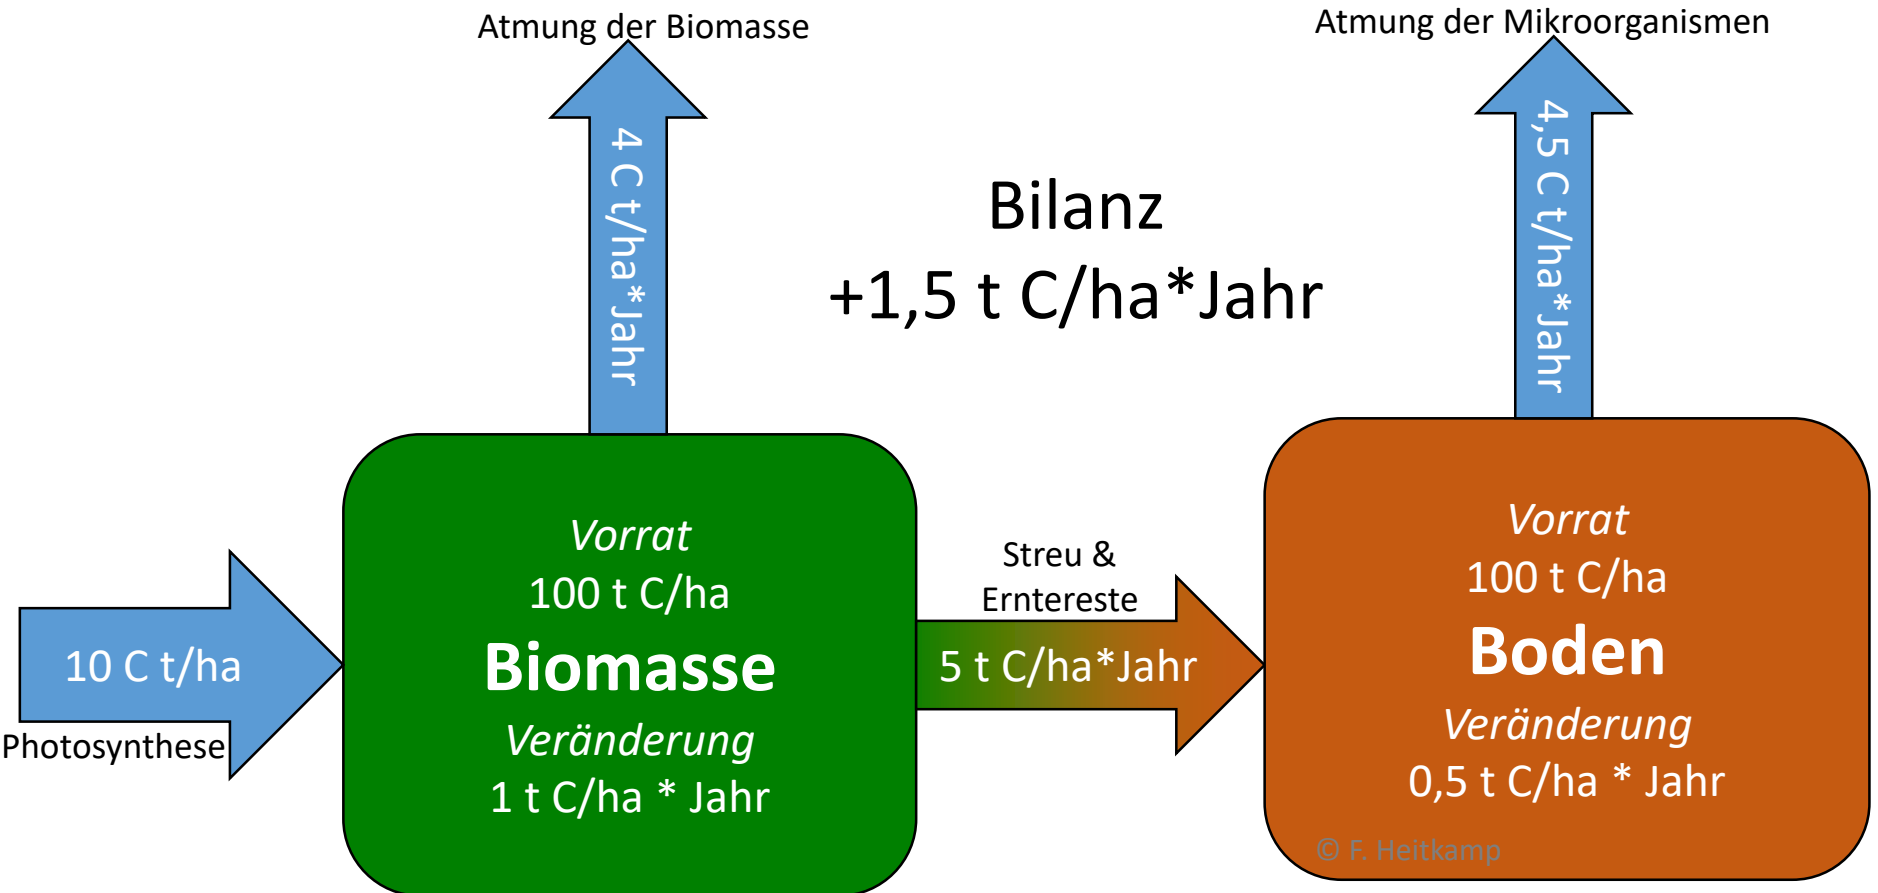 Atmung der Biomasse
Atmung der Mikroorganismen
4 C t/ha*Jahr
4,5 C t/ha*Jahr
Bilanz
+1,5 t C/ha*Jahr
10 C t/ha
Photosynthese
Vorrat
100 t C/ha
Biomasse
Veränderung
1 t C/ha * Jahr
Streu &
Erntereste
5 t C/ha*Jahr
Vorrat
100 t C/ha
Boden
Veränderung
0,5 t C/ha * Jahr
© F. Heitkamp